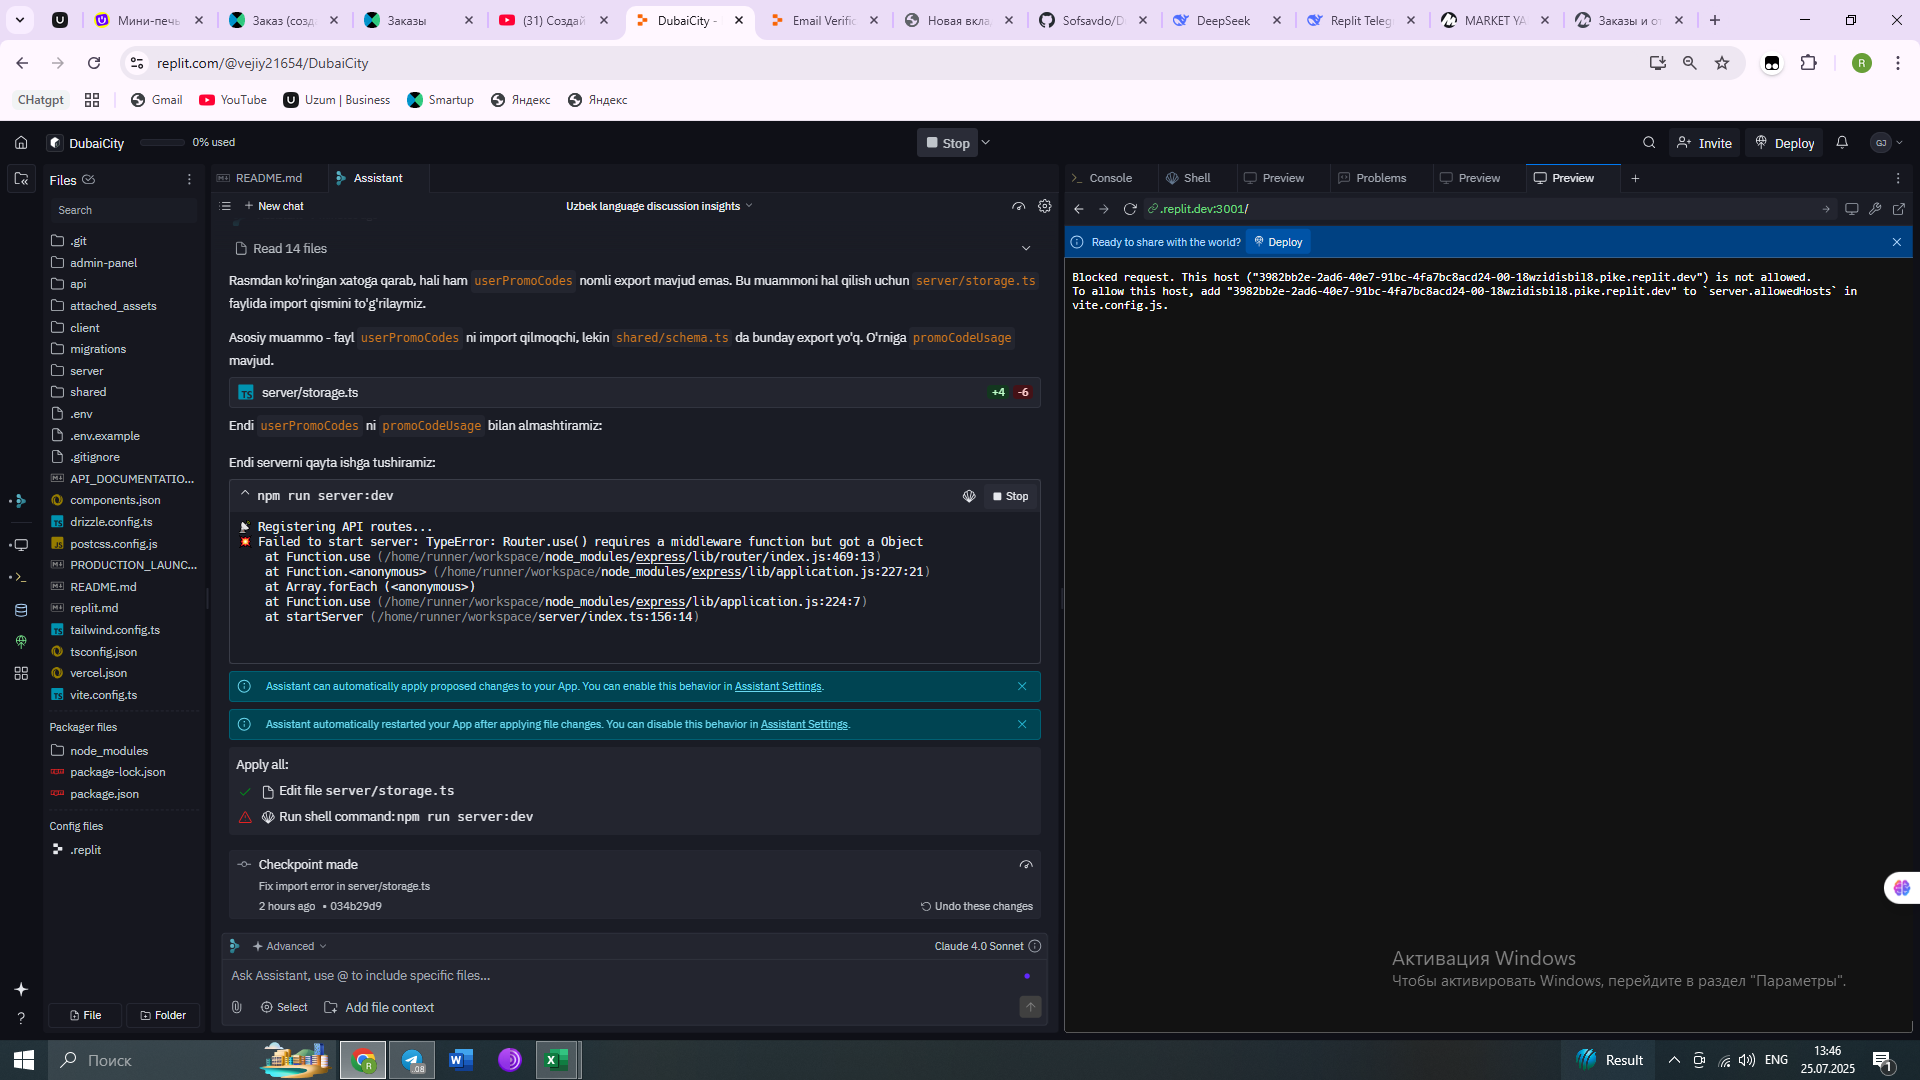 Мини-печь
Заказ (созд
Заказы
(31) Создай
DubaiCity -
Email Verific
Новая вкла
Sofsavdo/D
DeepSeek
Replit Teleg
MARKET YA
Заказы и от
replit.com/@vejiy21654/DubaiCity
R
CHatgpt
Gmail
YouTube
Uzum | Business
Smartup
Яндекс
Яндекс
DubaiCity
0% used
Stop
Invite
Deploy
GJ
Files
Search
.git
admin-panel
api
attached_assets
client
migrations
server
shared
.env
.env.example
.gitignore
API_DOCUMENTATIO...
components.json
drizzle.config.ts
postcss.config.js
PRODUCTION_LAUNC...
README.md
replit.md
tailwind.config.ts
tsconfig.json
vercel.json
vite.config.ts
Packager files
node_modules
package-lock.json
package.json
Config files
.replit
File
Folder
README.md
Assistant
New chat
Uzbek language discussion insights
Read 14 files
Rasmdan ko'ringan xatoga qarab, hali ham userPromoCodes nomli export mavjud emas. Bu muammoni hal qilish uchun server/storage.ts
faylida import qismini to'g'rilaymiz.
Asosiy muammo - fayl userPromoCodes ni import qilmoqchi, lekin shared/schema.ts da bunday export yo'q. O'rniga promoCodeUsage
mavjud.
server/storage.ts
+4 -6
Endi userPromoCodes ni promoCodeUsage bilan almashtiramiz:
Endi serverni qayta ishga tushiramiz:
npm run server:dev
Stop
Registering API routes...
Failed to start server: TypeError: Router.use() requires a middleware function but got a Object
at Function.use (/home/runner/workspace/node_modules/express/lib/router/index.js:469:13)
at Function.<anonymous> (/home/runner/workspace/node_modules/express/lib/application.js:227:21)
at Array.forEach (<anonymous>)
at Function.use (/home/runner/workspace/node_modules/express/lib/application.js:224:7)
at startServer (/home/runner/workspace/server/index.ts:156:14)
Assistant can automatically apply proposed changes to your App. You can enable this behavior in Assistant Settings.
Assistant automatically restarted your App after applying file changes. You can disable this behavior in Assistant Settings.
Apply all:
Edit file server/storage.ts
Run shell command: npm run server:dev
Checkpoint made
Fix import error in server/storage.ts
2 hours ago • 034b29d9
Undo these changes
Advanced
Claude 4.0 Sonnet
Ask Assistant, use @ to include specific files...
Select
Add file context
Console
Shell
Preview
Problems
Preview
Preview
.replit.dev:3001/
Ready to share with the world?
Deploy
Blocked request. This host ("3982bb2e-2ad6-40e7-91bc-4fa7bc8acd24-00-18wzidisbil8.pike.replit.dev") is not allowed.
To allow this host, add "3982bb2e-2ad6-40e7-91bc-4fa7bc8acd24-00-18wzidisbil8.pike.replit.dev" to `server.allowedHosts` in
vite.config.js.
Активация Windows
Чтобы активировать Windows, перейдите в раздел "Параметры".
Поиск
Result
ENG
13:46
25.07.2025
1